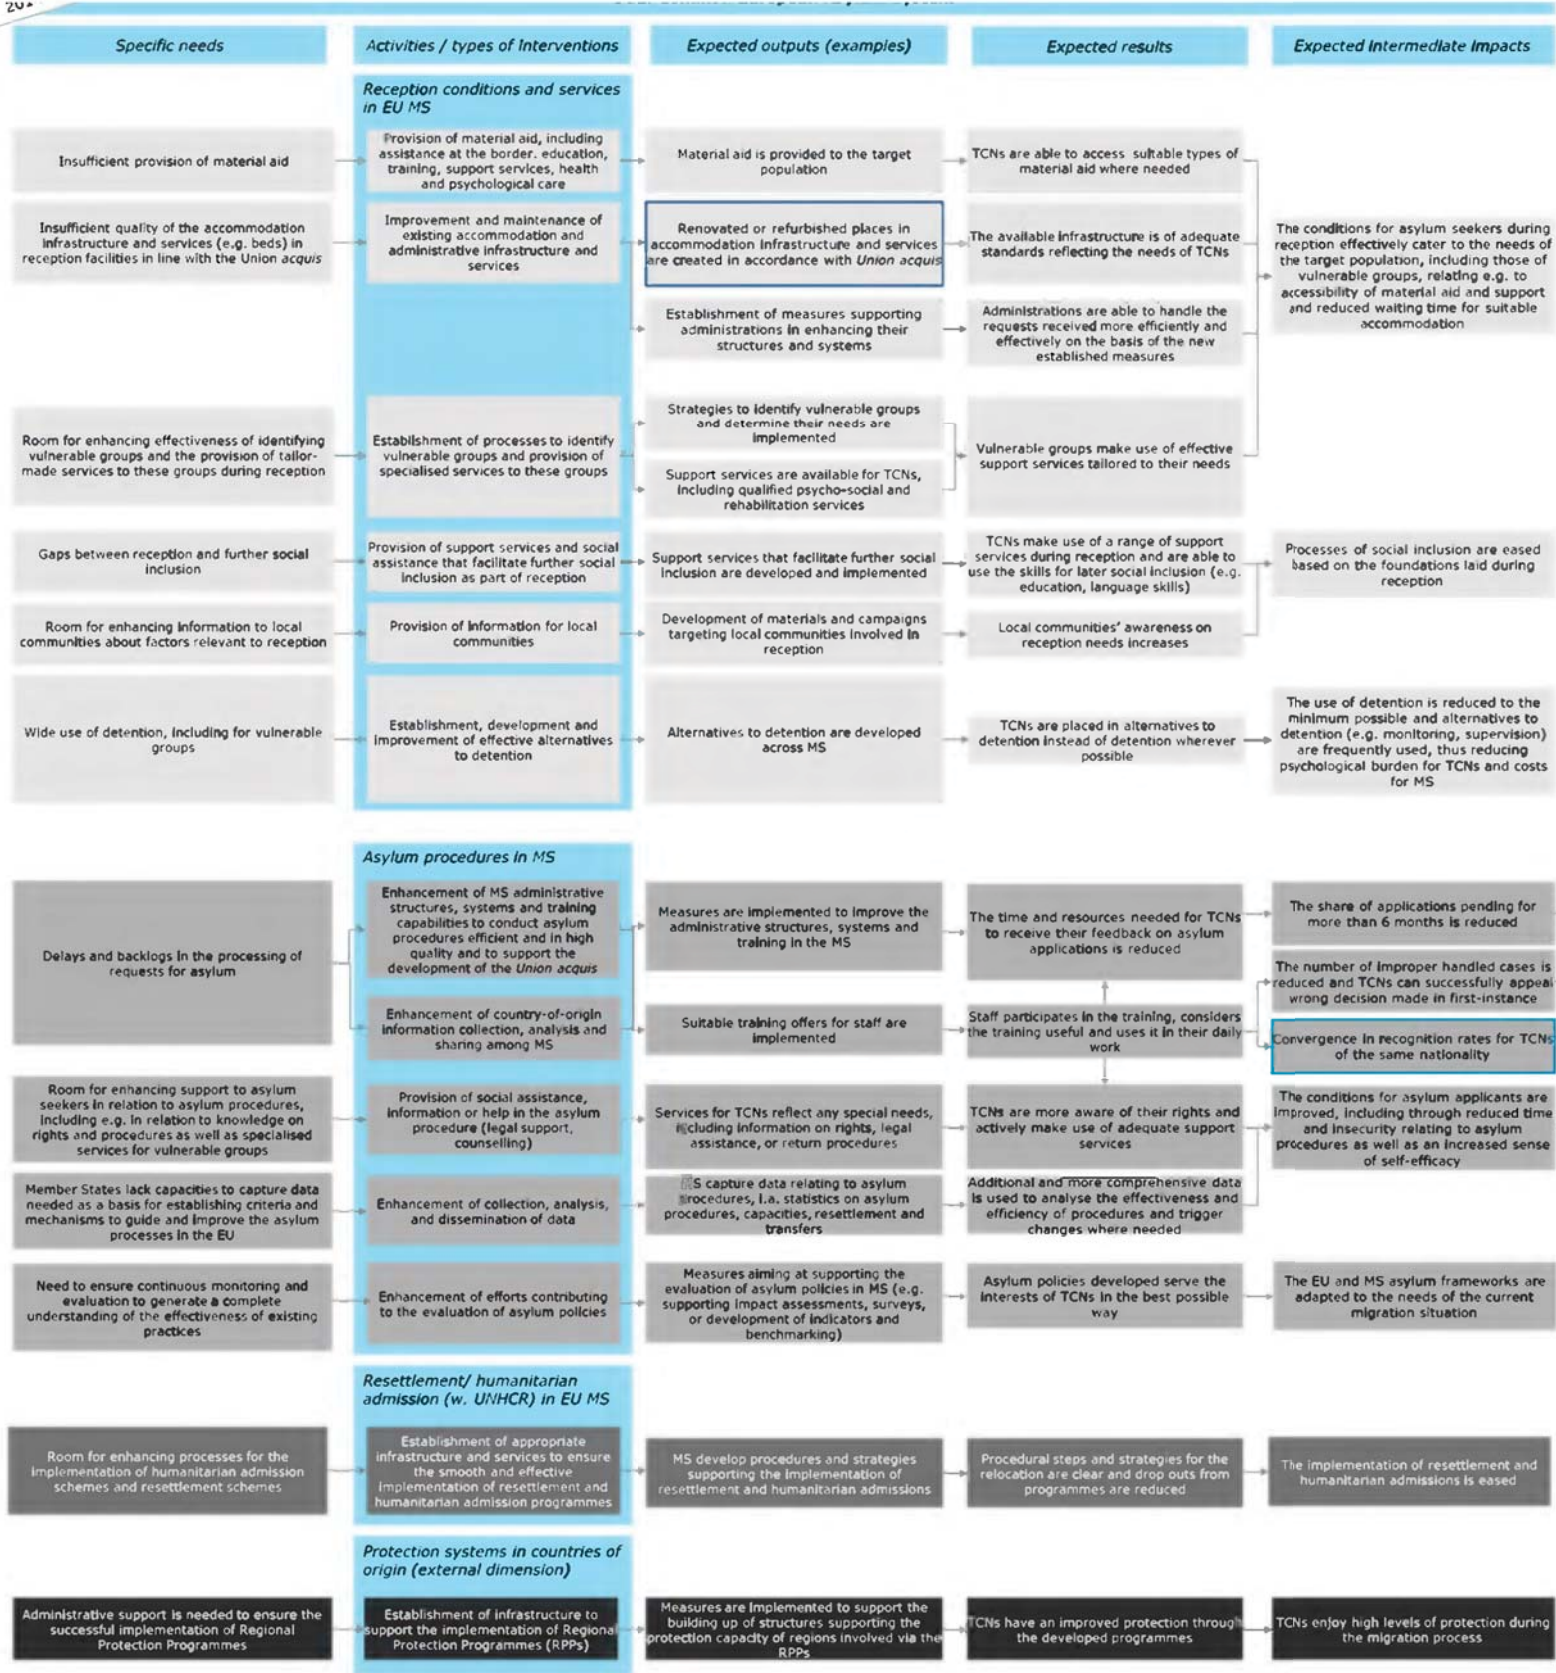 Specific needs
Activities / types of Interventions
Expected outputs (examples)
Expected results
Expected Intermediate Impacts
Reception conditions and services
in EU MS
Insufficient provision of material aid
Provision of material aid, including
assistance at the border. education,
training, support services, health
and psychological care
Material aid is provided to the target
population
TCNs are able to access suitable types of
material aid where needed
Insufficient quality of the accommodation
infrastructure and services (e.g. beds) in
reception facilities in line with the Union acquis
Improvement and maintenance of
existing accommodation and
administrative infrastructure and
services
Renovated or refurbished places in
accommodation infrastructure and services
are created in accordance with Union acquis
The available infrastructure is of adequate
standards reflecting the needs of TCNs
The conditions for asylum seekers during
reception effectively cater to the needs of
the target population, including those of
vulnerable groups, relating e.g. to
accessibility of material aid and support
and reduced waiting time for suitable
accommodation
Establishment of measures supporting
administrations in enhancing their
structures and systems
Administrations are able to handle the
requests received more efficiently and
effectively on the basis of the new
established measures
Room for enhancing effectiveness of identifying
vulnerable groups and the provision of tailor-
made services to these groups during reception
Establishment of processes to identify
vulnerable groups and provision of
specialised services to these groups
Strategies to identify vulnerable groups
and determine their needs are
implemented
Support services are available for TCNs,
including qualified psycho-social and
rehabilitation services
Vulnerable groups make use of effective
support services tailored to their needs
Gaps between reception and further social
inclusion
Provision of support services and social
assistance that facilitate further social
inclusion as part of reception
Support services that facilitate further social
inclusion are developed and implemented
TCNs make use of a range of support
services during reception and are able to
use the skills for later social inclusion (e.g.
education, language skills)
Processes of social inclusion are eased
based on the foundations laid during
reception
Room for enhancing information to local
communities about factors relevant to reception
Provision of information for local
communities
Development of materials and campaigns
targeting local communities involved in
reception
Local communities' awareness on
reception needs increases
Wide use of detention, including for vulnerable
groups
Establishment, development and
improvement of effective alternatives
to detention
Alternatives to detention are developed
across MS
TCNs are placed in alternatives to
detention instead of detention wherever
possible
The use of detention is reduced to the
minimum possible and alternatives to
detention (e.g. monitoring, supervision)
are frequently used, thus reducing
psychological burden for TCNs and costs
for MS
Asylum procedures in MS
Delays and backlogs in the processing of
requests for asylum
Enhancement of MS administrative
structures, systems and training
capabilities to conduct asylum
procedures efficient and in high
quality and to support the
development of the Union acquis
Measures are implemented to improve the
administrative structures, systems and
training in the MS
The time and resources needed for TCNs
to receive their feedback on asylum
applications is reduced
The share of applications pending for
more than 6 months is reduced
The number of improper handled cases is
reduced and TCNs can successfully appeal
wrong decision made in first-instance
Enhancement of country-of-origin
information collection, analysis and
sharing among MS
Suitable training offers for staff are
implemented
Staff participates in the training, considers
the training useful and uses it in their daily
work
Convergence in recognition rates for TCNs
of the same nationality
Room for enhancing support to asylum
seekers in relation to asylum procedures,
including e.g. in relation to knowledge on
rights and procedures as well as specialised
services for vulnerable groups
Provision of social assistance,
information or help in the asylum
procedure (legal support,
counselling)
Services for TCNs reflect any special needs,
including information on rights, legal
assistance, or return procedures
TCNs are more aware of their rights and
actively make use of adequate support
services
The conditions for asylum applicants are
improved, including through reduced time
and insecurity relating to asylum
procedures as well as an increased sense
of self-efficacy
Member States lack capacities to capture data
needed as a basis for establishing criteria and
mechanisms to guide and improve the asylum
processes in the EU
Enhancement of collection, analysis,
and dissemination of data
MS capture data relating to asylum
procedures, i.a. statistics on asylum
procedures, capacities, resettlement and
transfers
Additional and more comprehensive data
is used to analyse the effectiveness and
efficiency of procedures and trigger
changes where needed
Need to ensure continuous monitoring and
evaluation to generate a complete
understanding of the effectiveness of existing
practices
Enhancement of efforts contributing
to the evaluation of asylum policies
Measures aiming at supporting the
evaluation of asylum policies in MS (e.g.
supporting impact assessments, surveys,
or development of indicators and
benchmarking)
Asylum policies developed serve the
interests of TCNs in the best possible
way
The EU and MS asylum frameworks are
adapted to the needs of the current
migration situation
Resettlement/ humanitarian
admission (w. UNHCR) in EU MS
Room for enhancing processes for the
implementation of humanitarian admission
schemes and resettlement schemes
Establishment of appropriate
infrastructure and services to ensure
the smooth and effective
implementation of resettlement and
humanitarian admission programmes
MS develop procedures and strategies
supporting the implementation of
resettlement and humanitarian admissions
Procedural steps and strategies for the
relocation are clear and drop outs from
programmes are reduced
The implementation of resettlement and
humanitarian admissions is eased
Protection systems in countries of
origin (external dimension)
Administrative support is needed to ensure the
successful implementation of Regional
Protection Programmes
Establishment of infrastructure to
support the implementation of Regional
Protection Programmes (RPPs)
Measures are implemented to support the
building up of structures supporting the
protection capacity of regions involved via the
RPPs
TCNs have an improved protection through
the developed programmes
TCNs enjoy high levels of protection during
the migration process